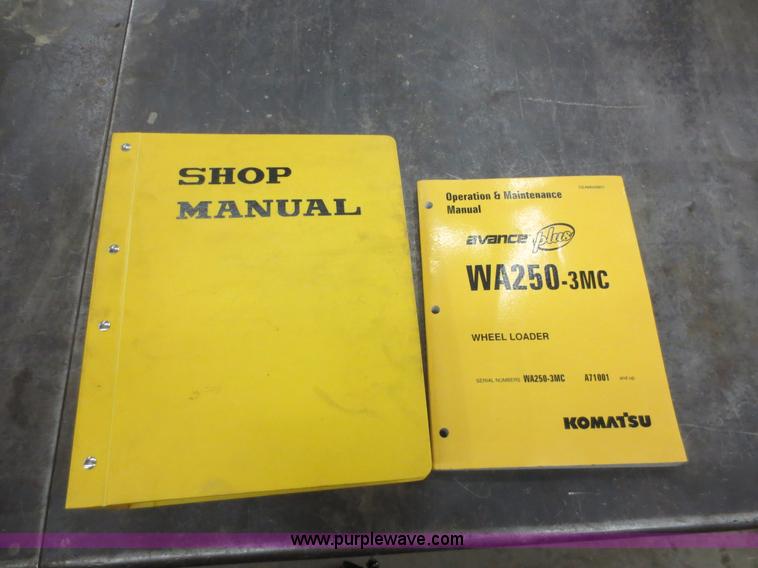 SHOP
MANUAL
Operation & Maintenance
Manual
avance plus
WA250-3MC
WHEEL LOADER
SERIAL NUMBERS WA250-3MC A71001 and up
KOMATSU
www.purplewave.com